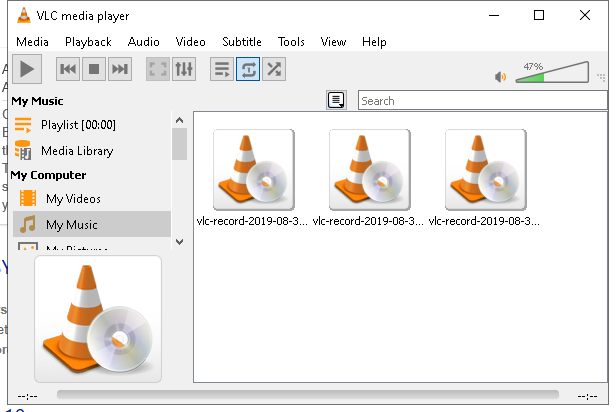 VLC media player
Media Playback Audio Video Subtitle Tools View Help
47%
My Music
Search
Playlist [00:00]
Media Library
My Computer
My Videos
My Music
My Pictures
vlc-record-2019-08-3... vlc-record-2019-08-3... vlc-record-2019-08-3...
--:-- --:--